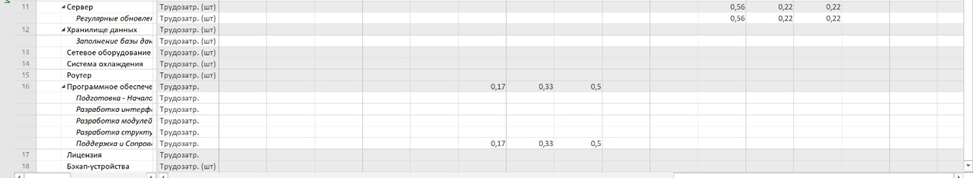 11 Сервер Трудозатр. (шт) 0,56 0,22 0,22
Регулярные обновлен Трудозатр. (шт) 0,56 0,22 0,22
12 Хранилище данных Трудозатр. (шт)
Заполнение базы дан Трудозатр. (шт)
13 Сетевое оборудование Трудозатр. (шт)
14 Система охлаждения Трудозатр. (шт)
15 Роутер Трудозатр. (шт)
16 Программное обеспече Трудозатр. 0,17 0,33 0,5
Подготовка - Начало Трудозатр.
Разработка интерф Трудозатр.
Разработка модулей Трудозатр.
Разработка структу Трудозатр.
Поддержка и Сопров Трудозатр. 0,17 0,33 0,5
17 Лицензия Трудозатр.
18 Бэкап-устройства Трудозатр. (шт)